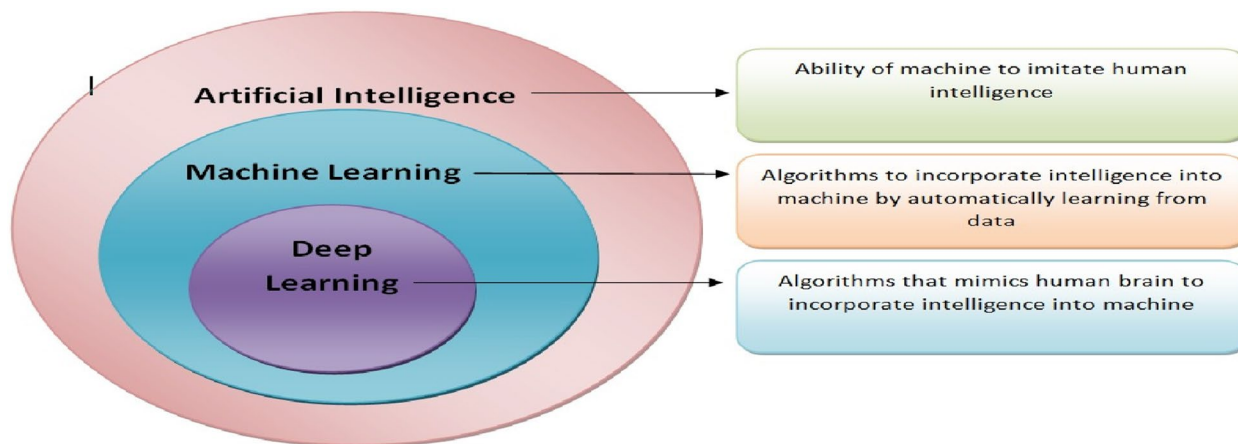 Artificial Intelligence
Ability of machine to imitate human
intelligence
Machine Learning
Algorithms to incorporate intelligence into
machine by automatically learning from
data
Deep
Learning
Algorithms that mimics human brain to
incorporate intelligence into machine